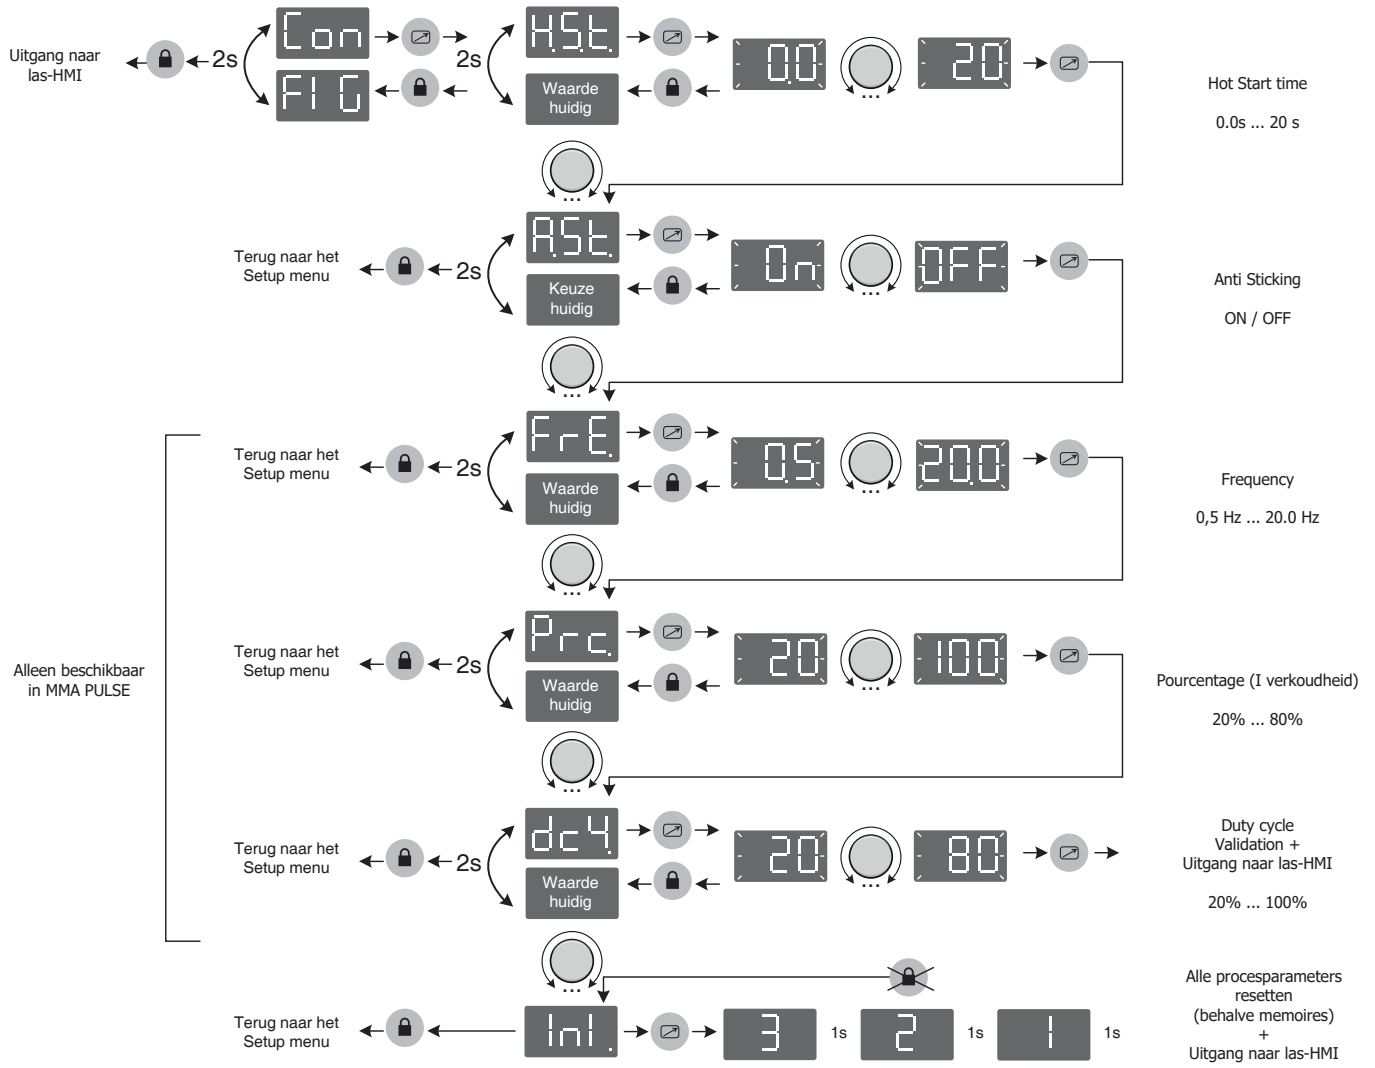 Uitgang naar
las-HMI
2s
Con
FIG
2s
H.S.t.
Waarde
huidig
0.0
...
20
Hot Start time
0.0s ... 20 s
...
Terug naar het
Setup menu
2s
A.St.
Keuze
huidig
On
...
OFF
Anti Sticking
ON / OFF
...
Alleen beschikbaar
in MMA PULSE
Terug naar het
Setup menu
2s
FrE.
Waarde
huidig
0.5
...
20.0
Frequency
0,5 Hz ... 20.0 Hz
...
Terug naar het
Setup menu
2s
Prc.
Waarde
huidig
20
...
100
Pourcentage (I verkoudheid)
20% ... 80%
...
Terug naar het
Setup menu
2s
dcY.
Waarde
huidig
20
...
80
Duty cycle
Validation +
Uitgang naar las-HMI
20% ... 100%
...
Terug naar het
Setup menu
InI.
3
1s
2
1s
1
1s
Alle procesparameters
resetten
(behalve memoires)
+
Uitgang naar las-HMI